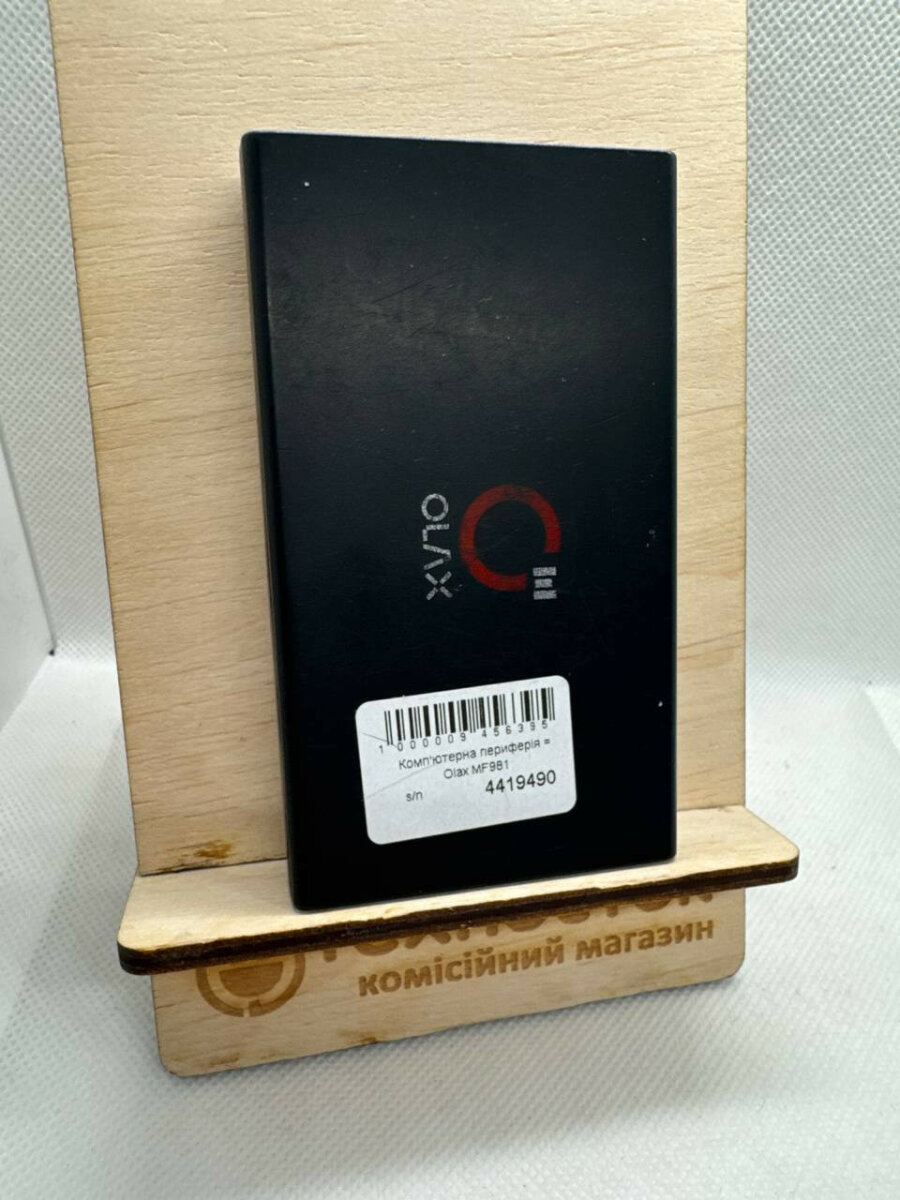 OLAX
1 000009 456395
Комп'ютерна периферія =
Olax MF981
s/n 4419490
комісійний магазин